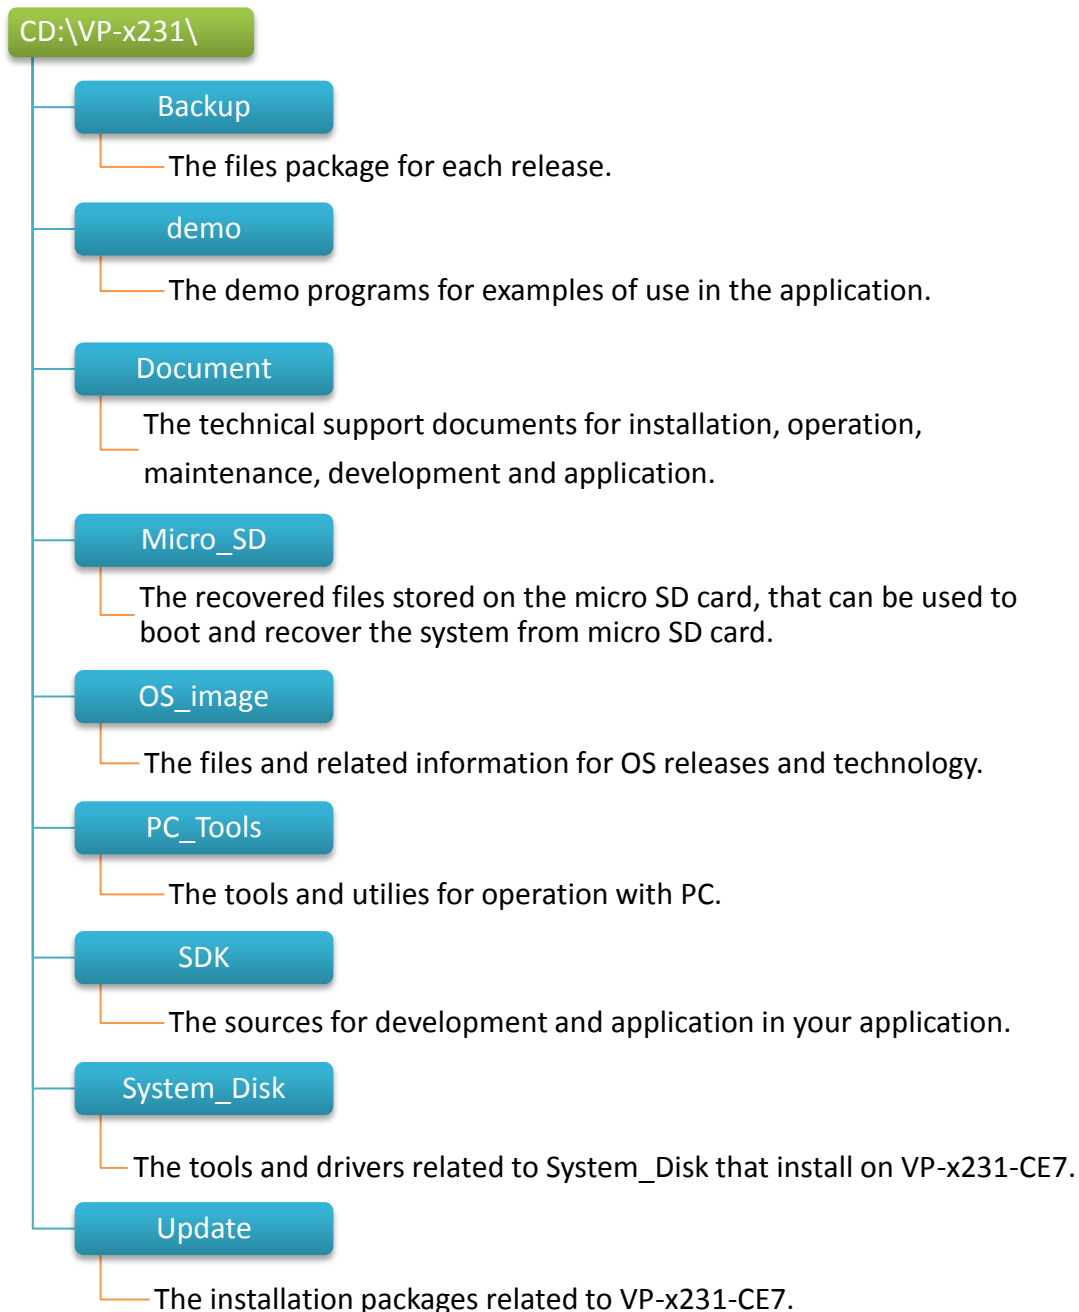 CD:\VP-x231\
Backup
The files package for each release.
demo
The demo programs for examples of use in the application.
Document
The technical support documents for installation, operation,
maintenance, development and application.
Micro_SD
The recovered files stored on the micro SD card, that can be used to
boot and recover the system from micro SD card.
OS_image
The files and related information for OS releases and technology.
PC_Tools
The tools and utilies for operation with PC.
SDK
The sources for development and application in your application.
System_Disk
The tools and drivers related to System_Disk that install on VP-x231-CE7.
Update
The installation packages related to VP-x231-CE7.